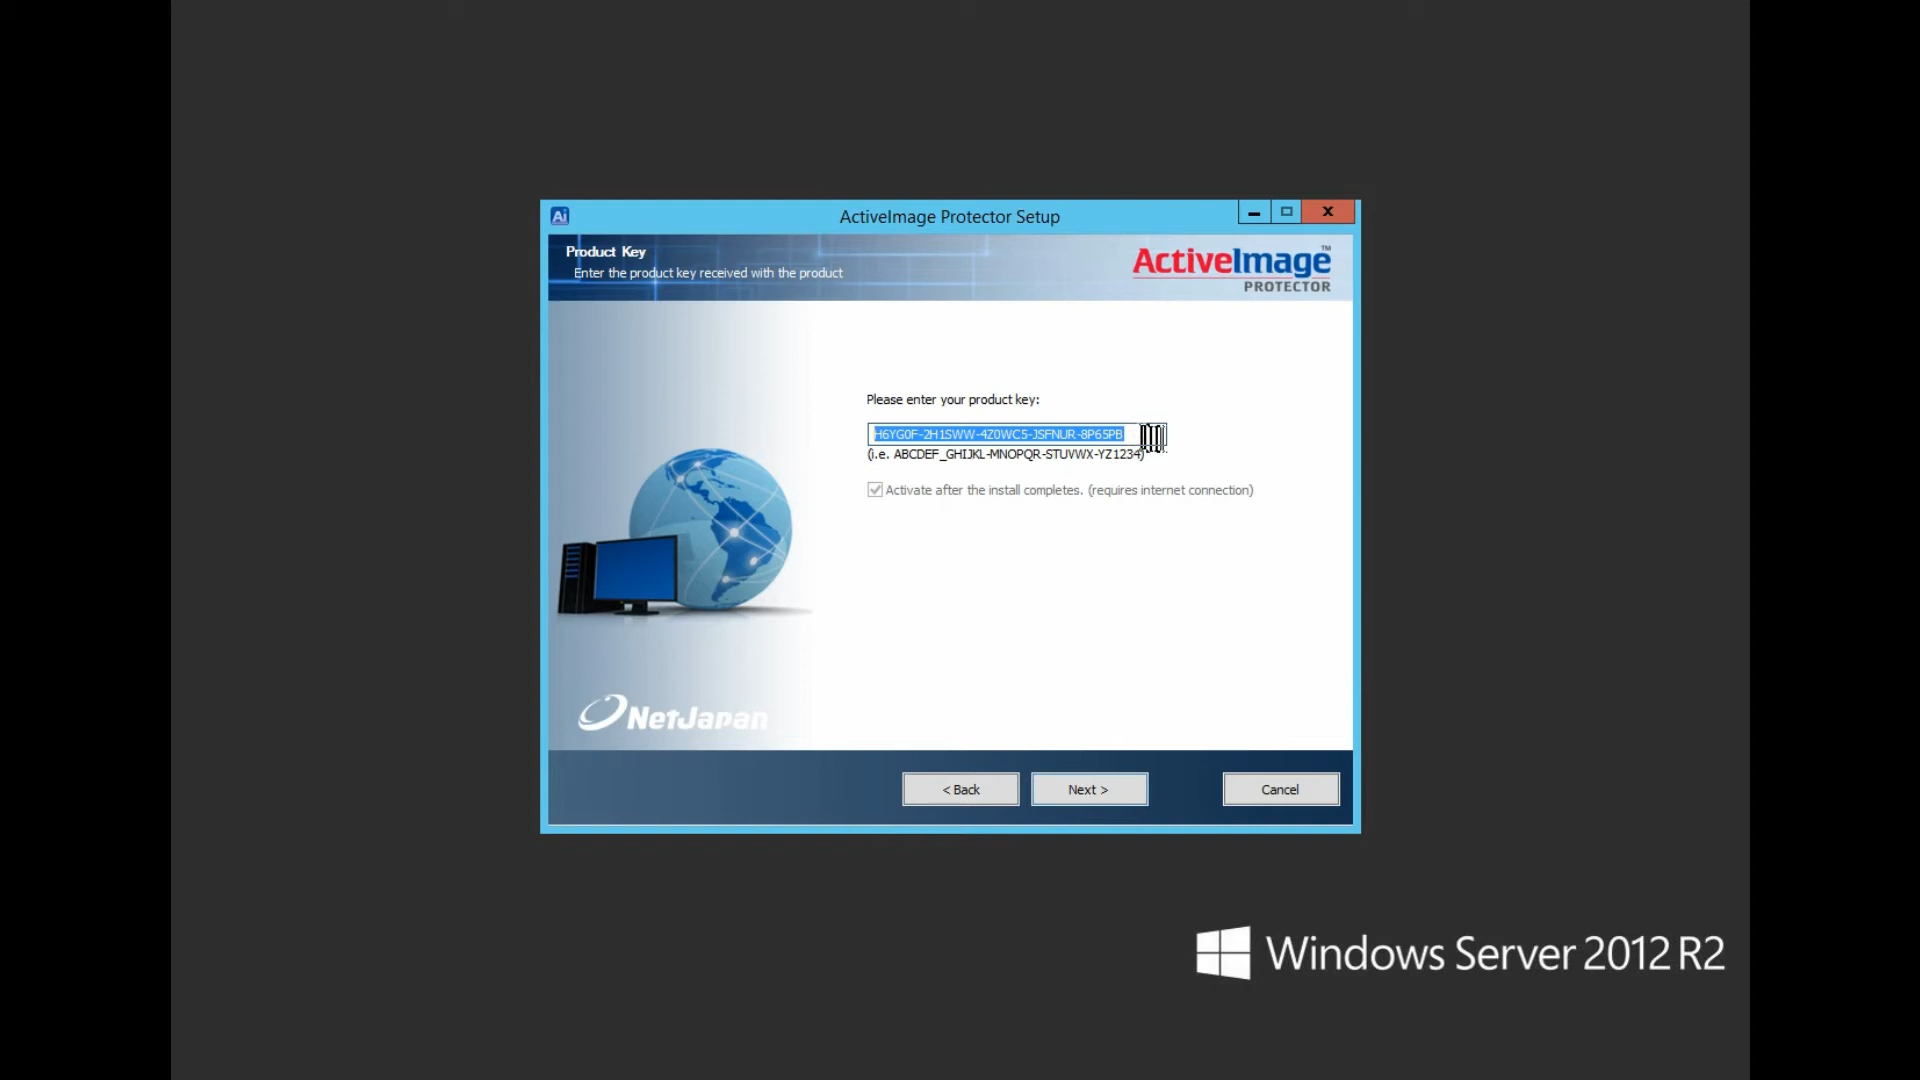 Ai
ActiveImage Protector Setup
Product Key
Enter the product key received with the product
ActiveImage™
PROTECTOR
Please enter your product key:
H6YG0F-2H1SWW-4Z0WC5-JSFNUR-8P65PB
(i.e. ABCDEF_GHIJKL-MNOPQR-STUVWX-YZ1234)
Activate after the install completes. (requires internet connection)
NetJapan
< Back
Next >
Cancel
Windows Server 2012 R2